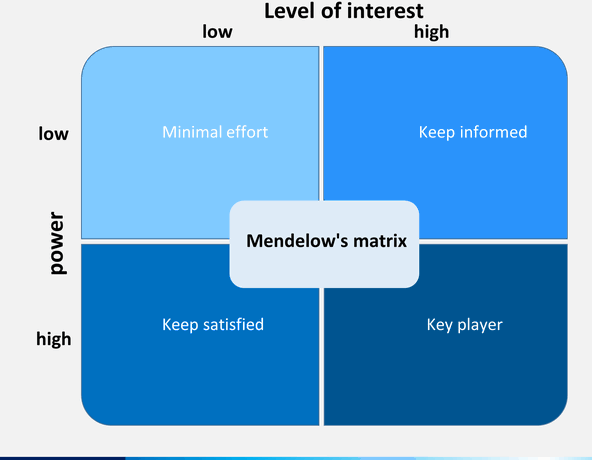 Level of interest
low high
low
Minimal effort Keep informed
power
Mendelow's matrix
high
Keep satisfied Key player